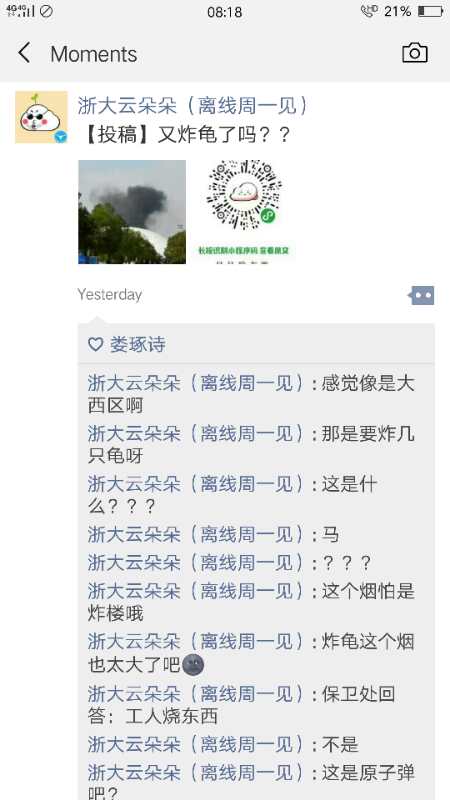 4G 4G
08:18
HD
21%
Moments
浙大云朵朵（离线周一见）
【投稿】又炸龟了吗？？
长按识别小程序码 查看原文
Yesterday
娄琢诗
浙大云朵朵（离线周一见）: 感觉像是大
西区啊
浙大云朵朵（离线周一见）: 那是要炸几
只龟呀
浙大云朵朵（离线周一见）: 这是什
么？？？
浙大云朵朵（离线周一见）: 马
浙大云朵朵（离线周一见）: ？？？
浙大云朵朵（离线周一见）: 这个烟怕是
炸楼哦
浙大云朵朵（离线周一见）: 炸龟这个烟
也太大了吧
浙大云朵朵（离线周一见）: 保卫处回
答：工人烧东西
浙大云朵朵（离线周一见）: 不是
浙大云朵朵（离线周一见）: 这是原子弹
吧？